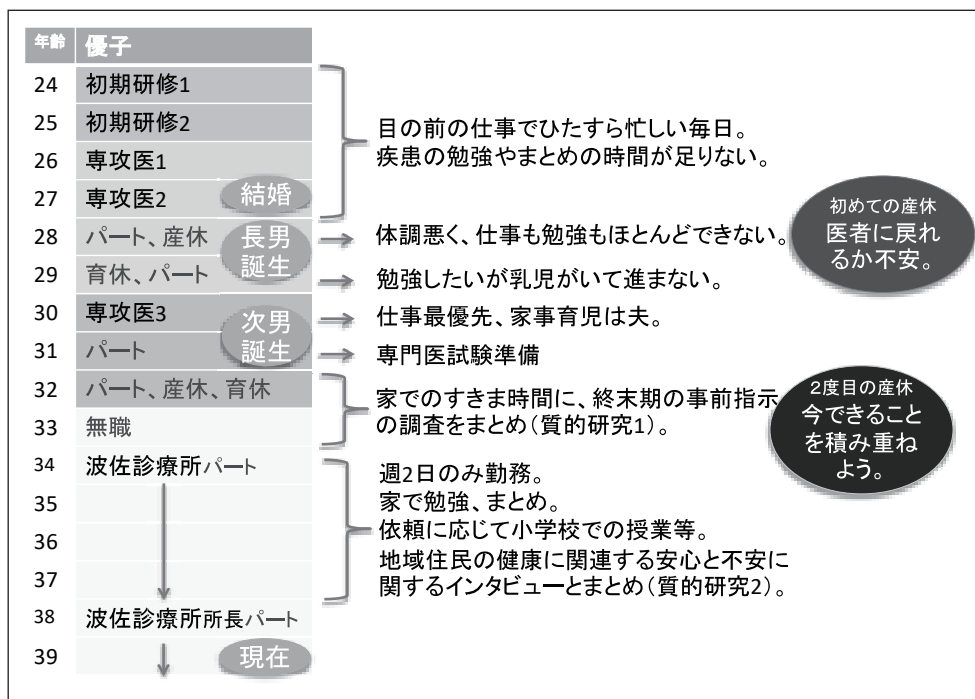 年齢 優子
24 初期研修1
25 初期研修2
26 専攻医1
27 専攻医2 結婚
目の前の仕事でひたすら忙しい毎日。
疾患の勉強やまとめの時間が足りない。
28 パート、産休
長男
誕生
→ 体調悪く、仕事も勉強もほとんどできない。
初めての産休
医者に戻れ
るか不安。
29 育休、パート → 勉強したいが乳児がいて進まない。
30 専攻医3
次男
誕生
→ 仕事最優先、家事育児は夫。
31 パート → 専門医試験準備
32 パート、産休、育休
33 無職
家でのすきま時間に、終末期の事前指示
の調査をまとめ(質的研究1)。
2度目の産休
今できること
を積み重ね
よう。
34 波佐診療所パート
35
36
37
週2日のみ勤務。
家で勉強、まとめ。
依頼に応じて小学校での授業等。
地域住民の健康に関連する安心と不安に
関するインタビューとまとめ(質的研究2)。
38 波佐診療所所長パート
39 現在